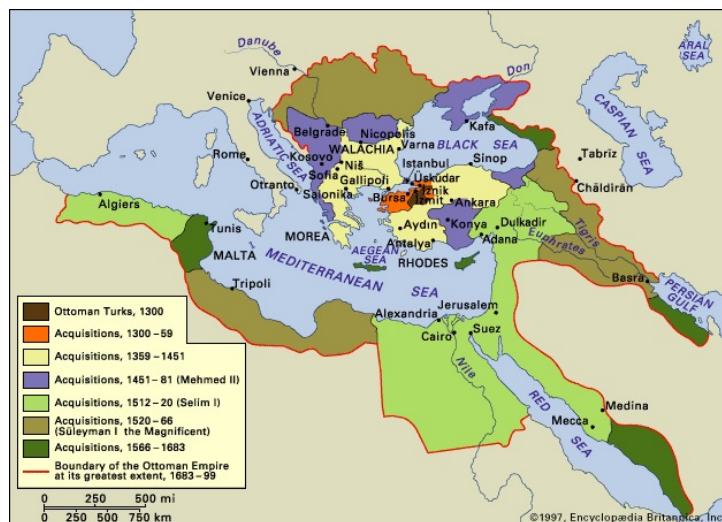 Danube
Vienna
Don
ARAL
SEA
Venice
CASPIAN
SEA
ADRIATIC SEA
Belgrade
Nicopolis
Kafa
WALACHIA
Varna
BLACK SEA
Rome
Kosovo
Niš
Istanbul
Sinop
Tabrīz
Sofia
Gallipoli
Üsküdar
Chāldirān
Otranto
Salonika
Bursa
İznik
İzmit
Ankara
Algiers
Tunis
MOREA
Aydın
Konya
Dulkadir
Tigris
AEGEAN
SEA
Antalya
Adana
Euphrates
MALTA
RHODES
Basra
PERSIAN
GULF
MEDITERRANEAN SEA
Tripoli
Jerusalem
Alexandria
Cairo
Suez
Nile
Medina
RED
SEA
Mecca
Ottoman Turks, 1300
Acquisitions, 1300–59
Acquisitions, 1359–1451
Acquisitions, 1451–81 (Mehmed II)
Acquisitions, 1512–20 (Selim I)
Acquisitions, 1520–66
(Süleyman I the Magnificent)
Acquisitions, 1566–1683
Boundary of the Ottoman Empire
at its greatest extent, 1683–99
0 250 500 mi
0 250 500 750 km
©1997, Encyclopædia Britannica, Inc.